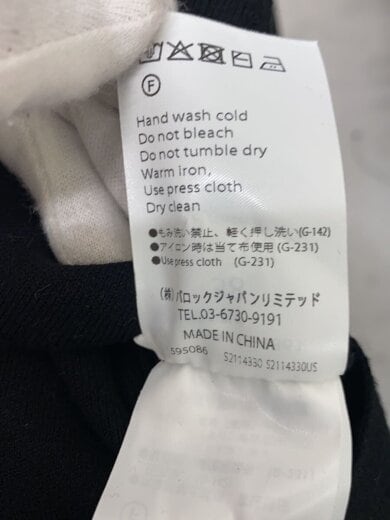 F
Hand wash cold
Do not bleach
Do not tumble dry
Warm iron,
Use press cloth
Dry clean
●もみ洗い禁止、軽く押し洗い(G-142)
●アイロン時は当て布使用(G-231)
●Use press cloth (G-231)
(株)バロックジャパンリミテッド
TEL.03-6730-9191
MADE IN CHINA
595086 S2114330 S2114330US